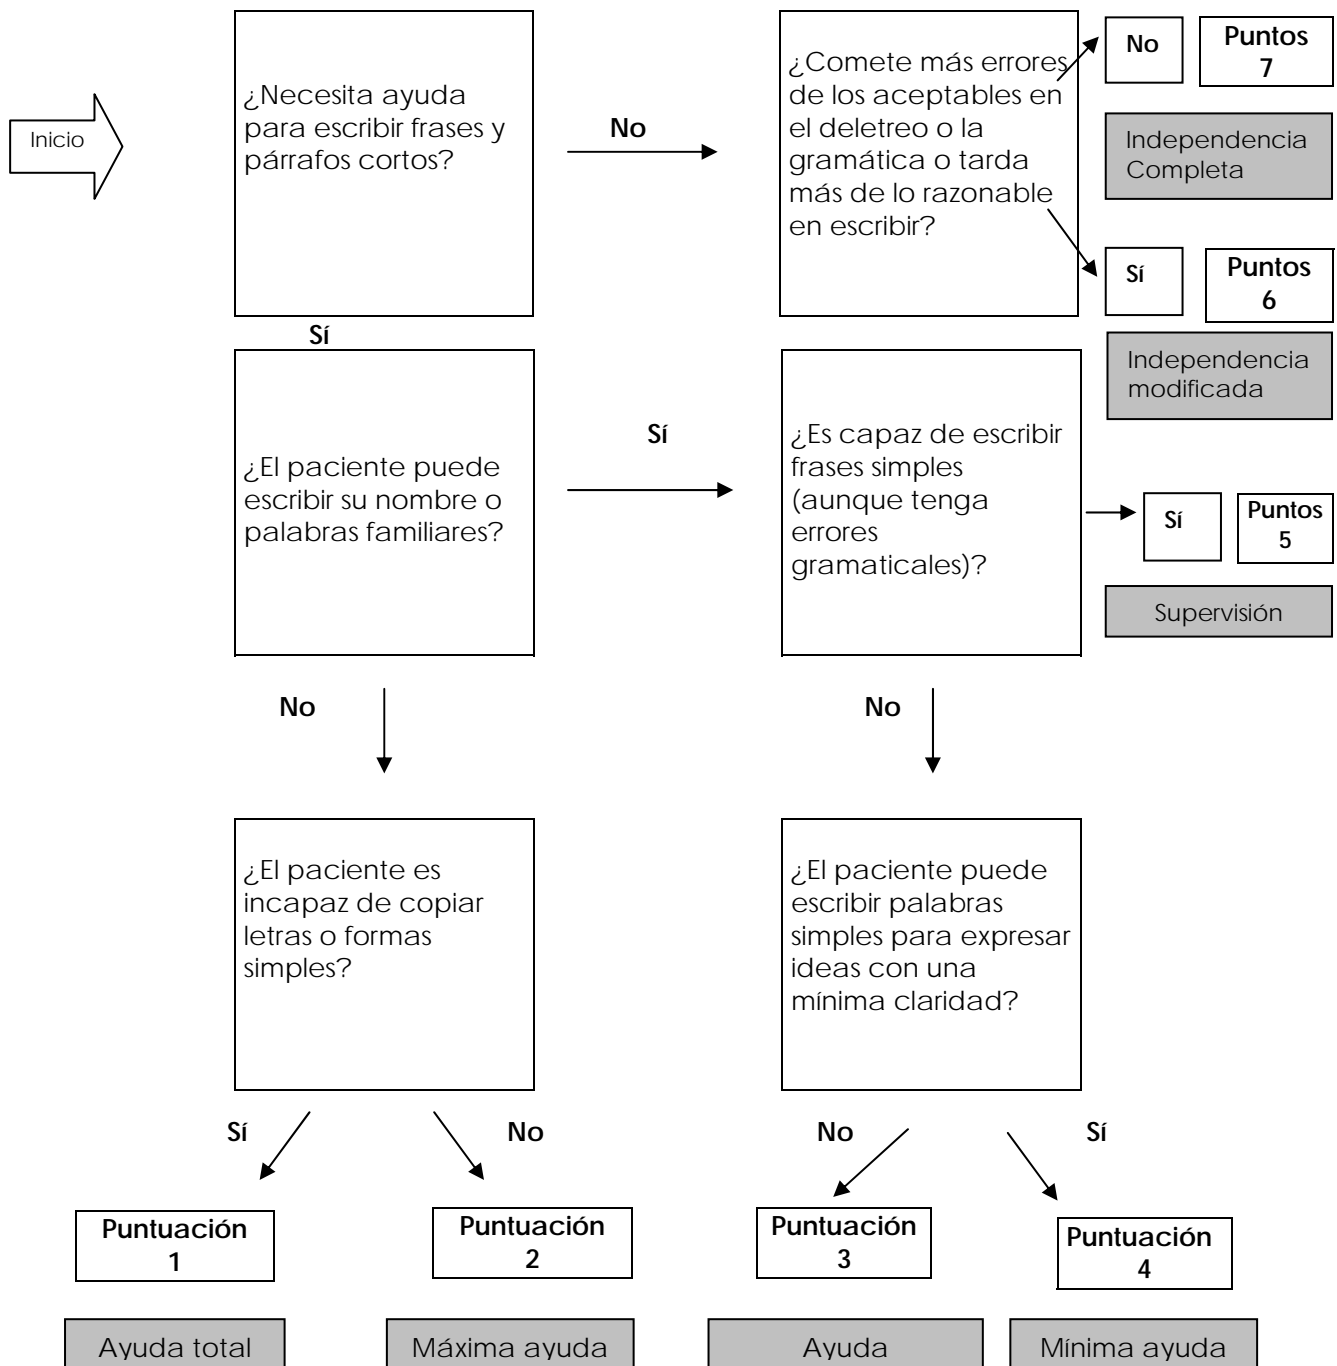 Inicio
¿Necesita ayuda
para escribir frases y
párrafos cortos?
No
¿Comete más errores
de los aceptables en
el deletreo o la
gramática o tarda
más de lo razonable
en escribir?
No
Puntos
7
Independencia
Completa
Sí
Puntos
6
Independencia
modificada
Sí
¿El paciente puede
escribir su nombre o
palabras familiares?
Sí
¿Es capaz de escribir
frases simples
(aunque tenga
errores
gramaticales)?
Sí
Puntos
5
Supervisión
No
No
¿El paciente es
incapaz de copiar
letras o formas
simples?
¿El paciente puede
escribir palabras
simples para expresar
ideas con una
mínima claridad?
Sí
No
No
Sí
Puntuación
1
Puntuación
2
Puntuación
3
Puntuación
4
Ayuda total
Máxima ayuda
Ayuda
Mínima ayuda